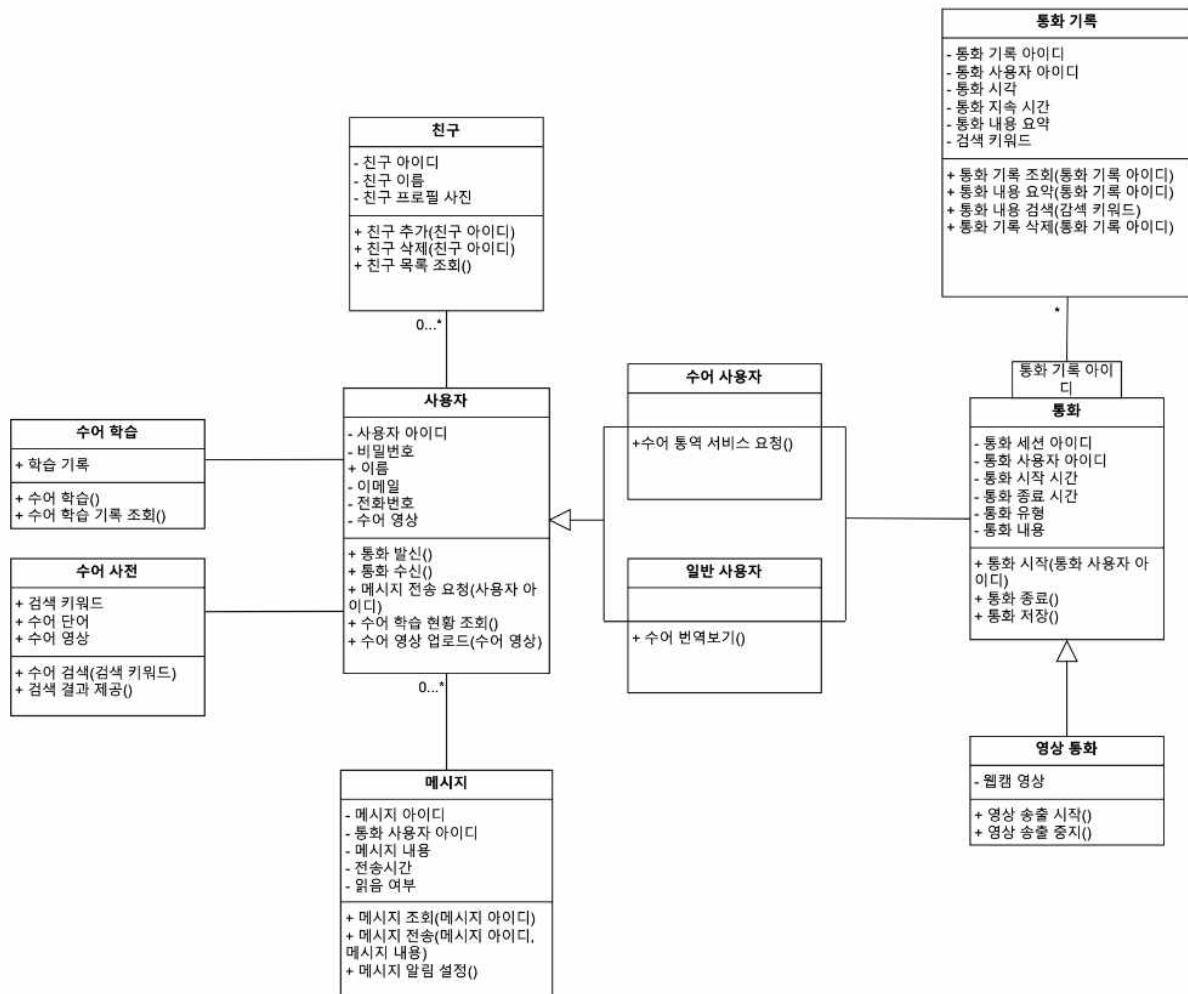 통화 기록
- 통화 기록 아이디
- 통화 사용자 아이디
- 통화 시각
- 통화 지속 시간
- 통화 내용 요약
- 검색 키워드
+ 통화 기록 조회(통화 기록 아이디)
+ 통화 내용 요약(통화 기록 아이디)
+ 통화 내용 검색(감섹 키워드)
+ 통화 기록 삭제(통화 기록 아이디)
친구
- 친구 아이디
- 친구 이름
- 친구 프로필 사진
+ 친구 추가(친구 아이디)
+ 친구 삭제(친구 아이디)
+ 친구 목록 조회()
0...*
*
통화 기록 아이
디
수어 학습
+ 학습 기록
+ 수어 학습()
+ 수어 학습 기록 조회()
수어 사전
+ 검색 키워드
+ 수어 단어
+ 수어 영상
+ 수어 검색(검색 키워드)
+ 검색 결과 제공()
사용자
- 사용자 아이디
- 비밀번호
+ 이름
- 이메일
- 전화번호
- 수어 영상
+ 통화 발신()
+ 통화 수신()
+ 메시지 전송 요청(사용자 아
이디)
+ 수어 학습 현황 조회()
+ 수어 영상 업로드(수어 영상)
0...*
수어 사용자
+수어 통역 서비스 요청()
일반 사용자
+ 수어 번역보기()
통화
- 통화 세션 아이디
- 통화 사용자 아이디
- 통화 시작 시간
- 통화 종료 시간
- 통화 유형
- 통화 내용
+ 통화 시작(통화 사용자 아
이디)
+ 통화 종료()
+ 통화 저장()
영상 통화
- 웹캠 영상
+ 영상 송출 시작()
+ 영상 송출 중지()
메시지
- 메시지 아이디
- 통화 사용자 아이디
- 메시지 내용
- 전송시간
- 읽음 여부
+ 메시지 조회(메시지 아이디)
+ 메시지 전송(메시지 아이디,
메시지 내용)
+ 메시지 알림 설정()